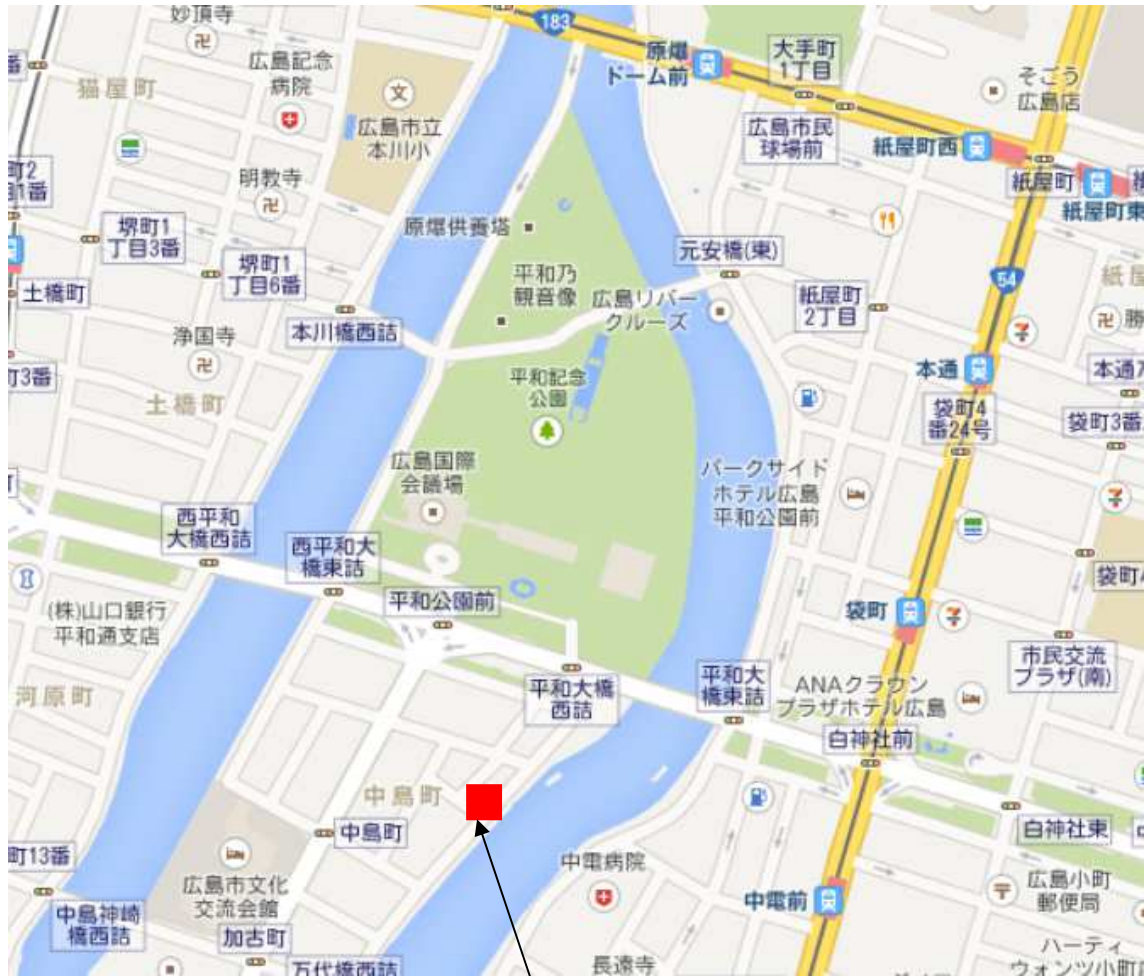 妙頂寺
183
番
広島記念
病院
猫屋町
文
広島市立
本川小
原爆
ドーム前
大手町
1丁目
そごう
広島店
広島市民
球場前
紙屋町西
紙屋町
紙屋町東
町2
目1番
明教寺
原爆供養塔
堺町1
丁目3番
堺町1
丁目6番
元安橋(東)
平和乃
観音像
広島リバー
クルーズ
54
紙屋町
2丁目
土橋町
本川橋西詰
浄国寺
町3番
平和記念
公園
本通
勝
土橋町
袋町4
番24号
袋町3番
広島国際
会議場
パークサイド
ホテル広島
平和公園前
西平和
大橋西詰
西平和大
橋東詰
平和公園前
袋町
(株)山口銀行
平和通支店
市民交流
プラザ(南)
河原町
平和大橋
西詰
平和大
橋東詰
ANAクラウン
プラザホテル広島
白神社前
中島町
中島町
白神社東
町13番
広島市文化
交流会館
中電病院
中電前
広島小町
郵便局
中島神崎
橋西詰
加古町
万代橋西詰
長遠寺
ハーティ
ウォンツ小町